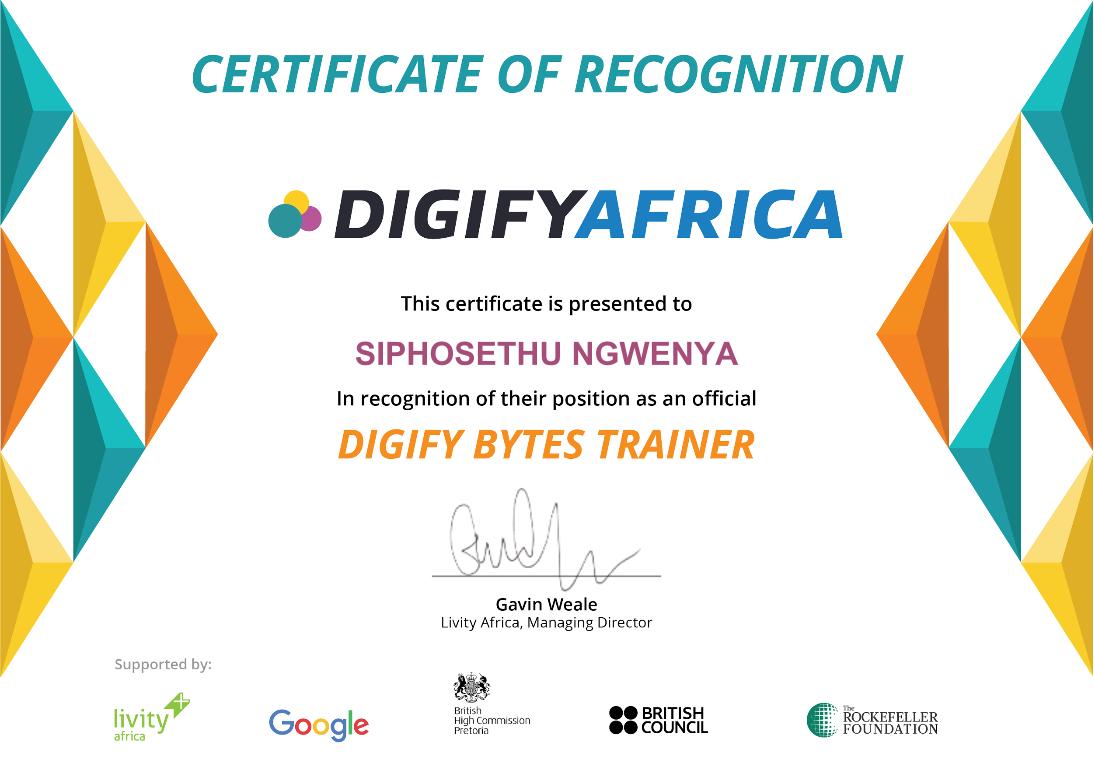 CERTIFICATE OF RECOGNITION
DIGIFYAFRICA
This certificate is presented to
SIPHOSETHU NGWENYA
In recognition of their position as an official
DIGIFY BYTES TRAINER
Gavin Weale
Livity Africa, Managing Director
Supported by:
livity
africa
Google
British
High Commission
Pretoria
BRITISH
COUNCIL
The
ROCKEFELLER
FOUNDATION